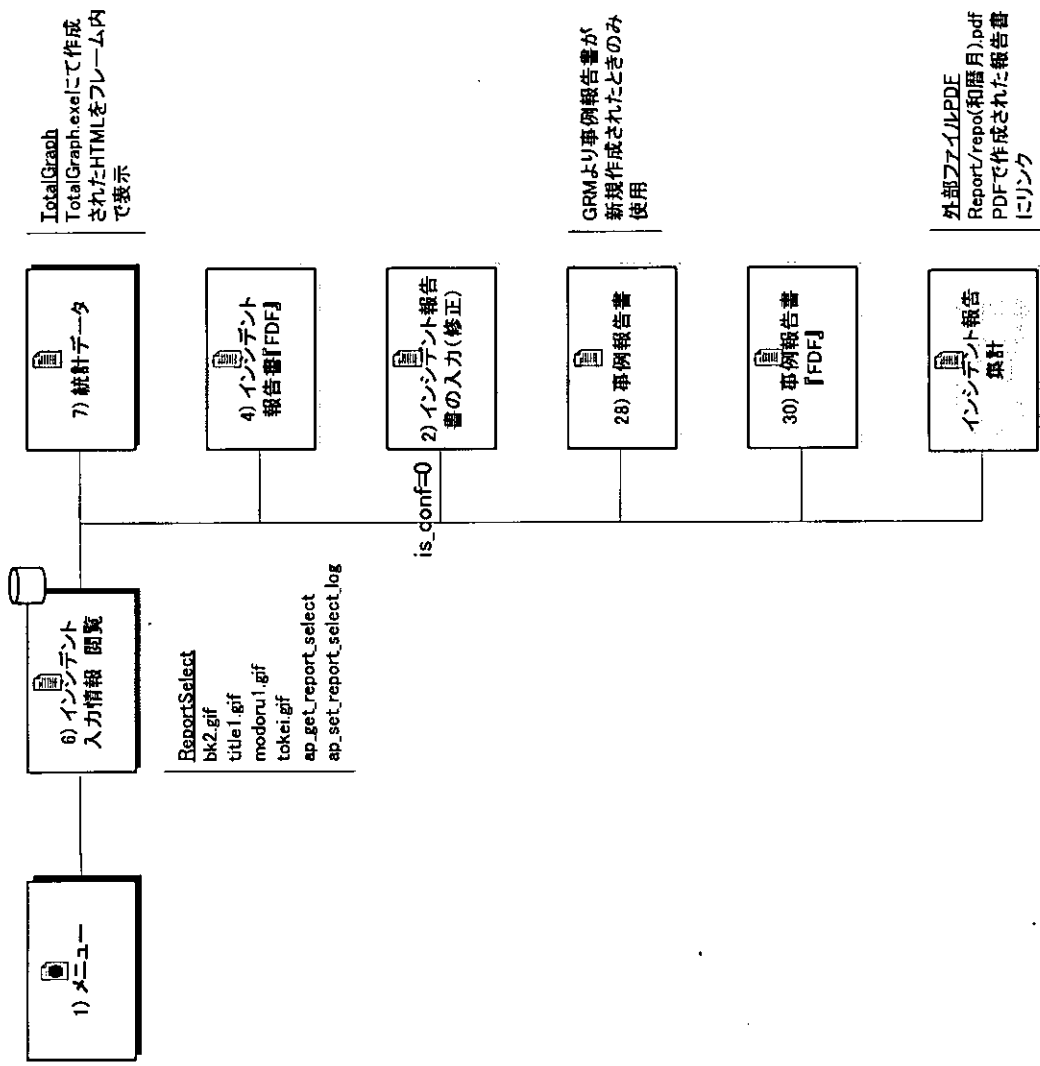 1) メニュー
6) インシデント
入力情報 閲覧
ReportSelect
bk2.gif
title1.gif
modoru1.gif
tokei.gif
ap_get_report_select
ap_set_report_select_log
is_conf=0
7) 統計データ
TotalGraph
TotalGraph.exeにて作成
されたHTMLをフレーム内
で表示
4) インシデント
報告書『FDF』
2) インシデント報告
書の入力(修正)
28) 事例報告書
GRMより事例報告書が
新規作成されたときのみ
使用
30) 事例報告書
『FDF』
インシデント報告
集計
外部ファイルPDF
Report/repo(和暦月).pdf
PDFで作成された報告書
にリンク